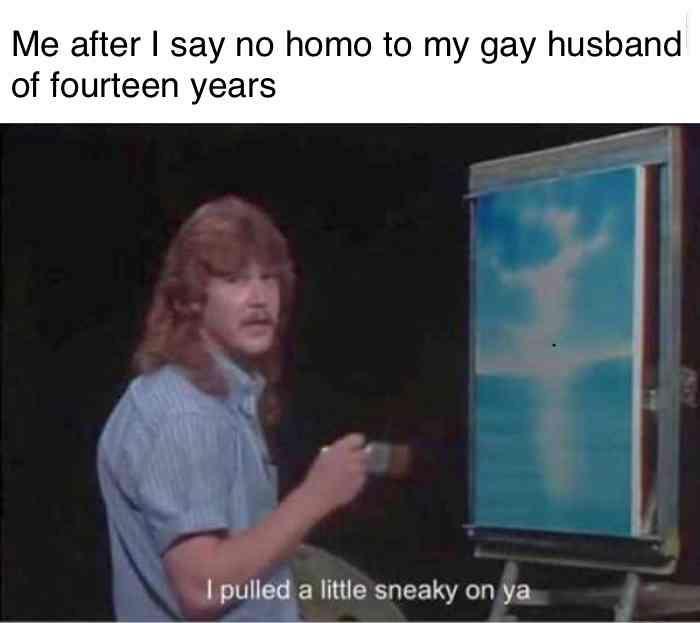 Me after I say no homo to my gay husband
of fourteen years
I pulled a little sneaky on ya